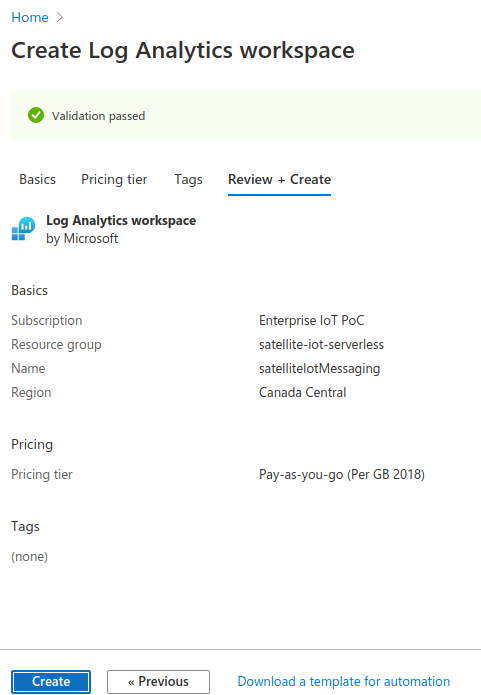 Home
Create Log Analytics workspace
Validation passed
Basics Pricing tier Tags Review + Create
Log Analytics workspace
by Microsoft
Basics
Subscription Enterprise IoT PoC
Resource group satellite-iot-serverless
Name satelliteIotMessaging
Region Canada Central
Pricing
Pricing tier Pay-as-you-go (Per GB 2018)
Tags
(none)
Create « Previous Download a template for automation